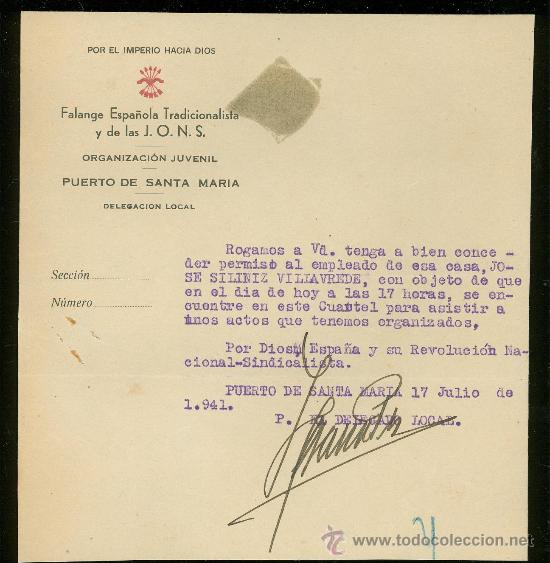 POR EL IMPERIO HACIA DIOS
Falange Española Tradicionalista
y de las J. O. N. S.
ORGANIZACIÓN JUVENIL
PUERTO DE SANTA MARIA
DELEGACION LOCAL
Sección
Número
Rogamos a Vd. tenga a bien conce -
der permiso al empleado de esa casa, JO-
SE SILINIZ VILIAVREDE, con objeto de que
en el dia de hoy a las 17 horas, se en-
cuentre en este Cuartel para asistir a
unos actos que tenemos organizados,
Por Dios, España y su Revolución Na-
cional-Sindicalista.
PUERTO DE SANTA MARIA 17 Julio de
1.941.
P. EL DELEGADO LOCAL.
todocoleccion
www.todocoleccion.net